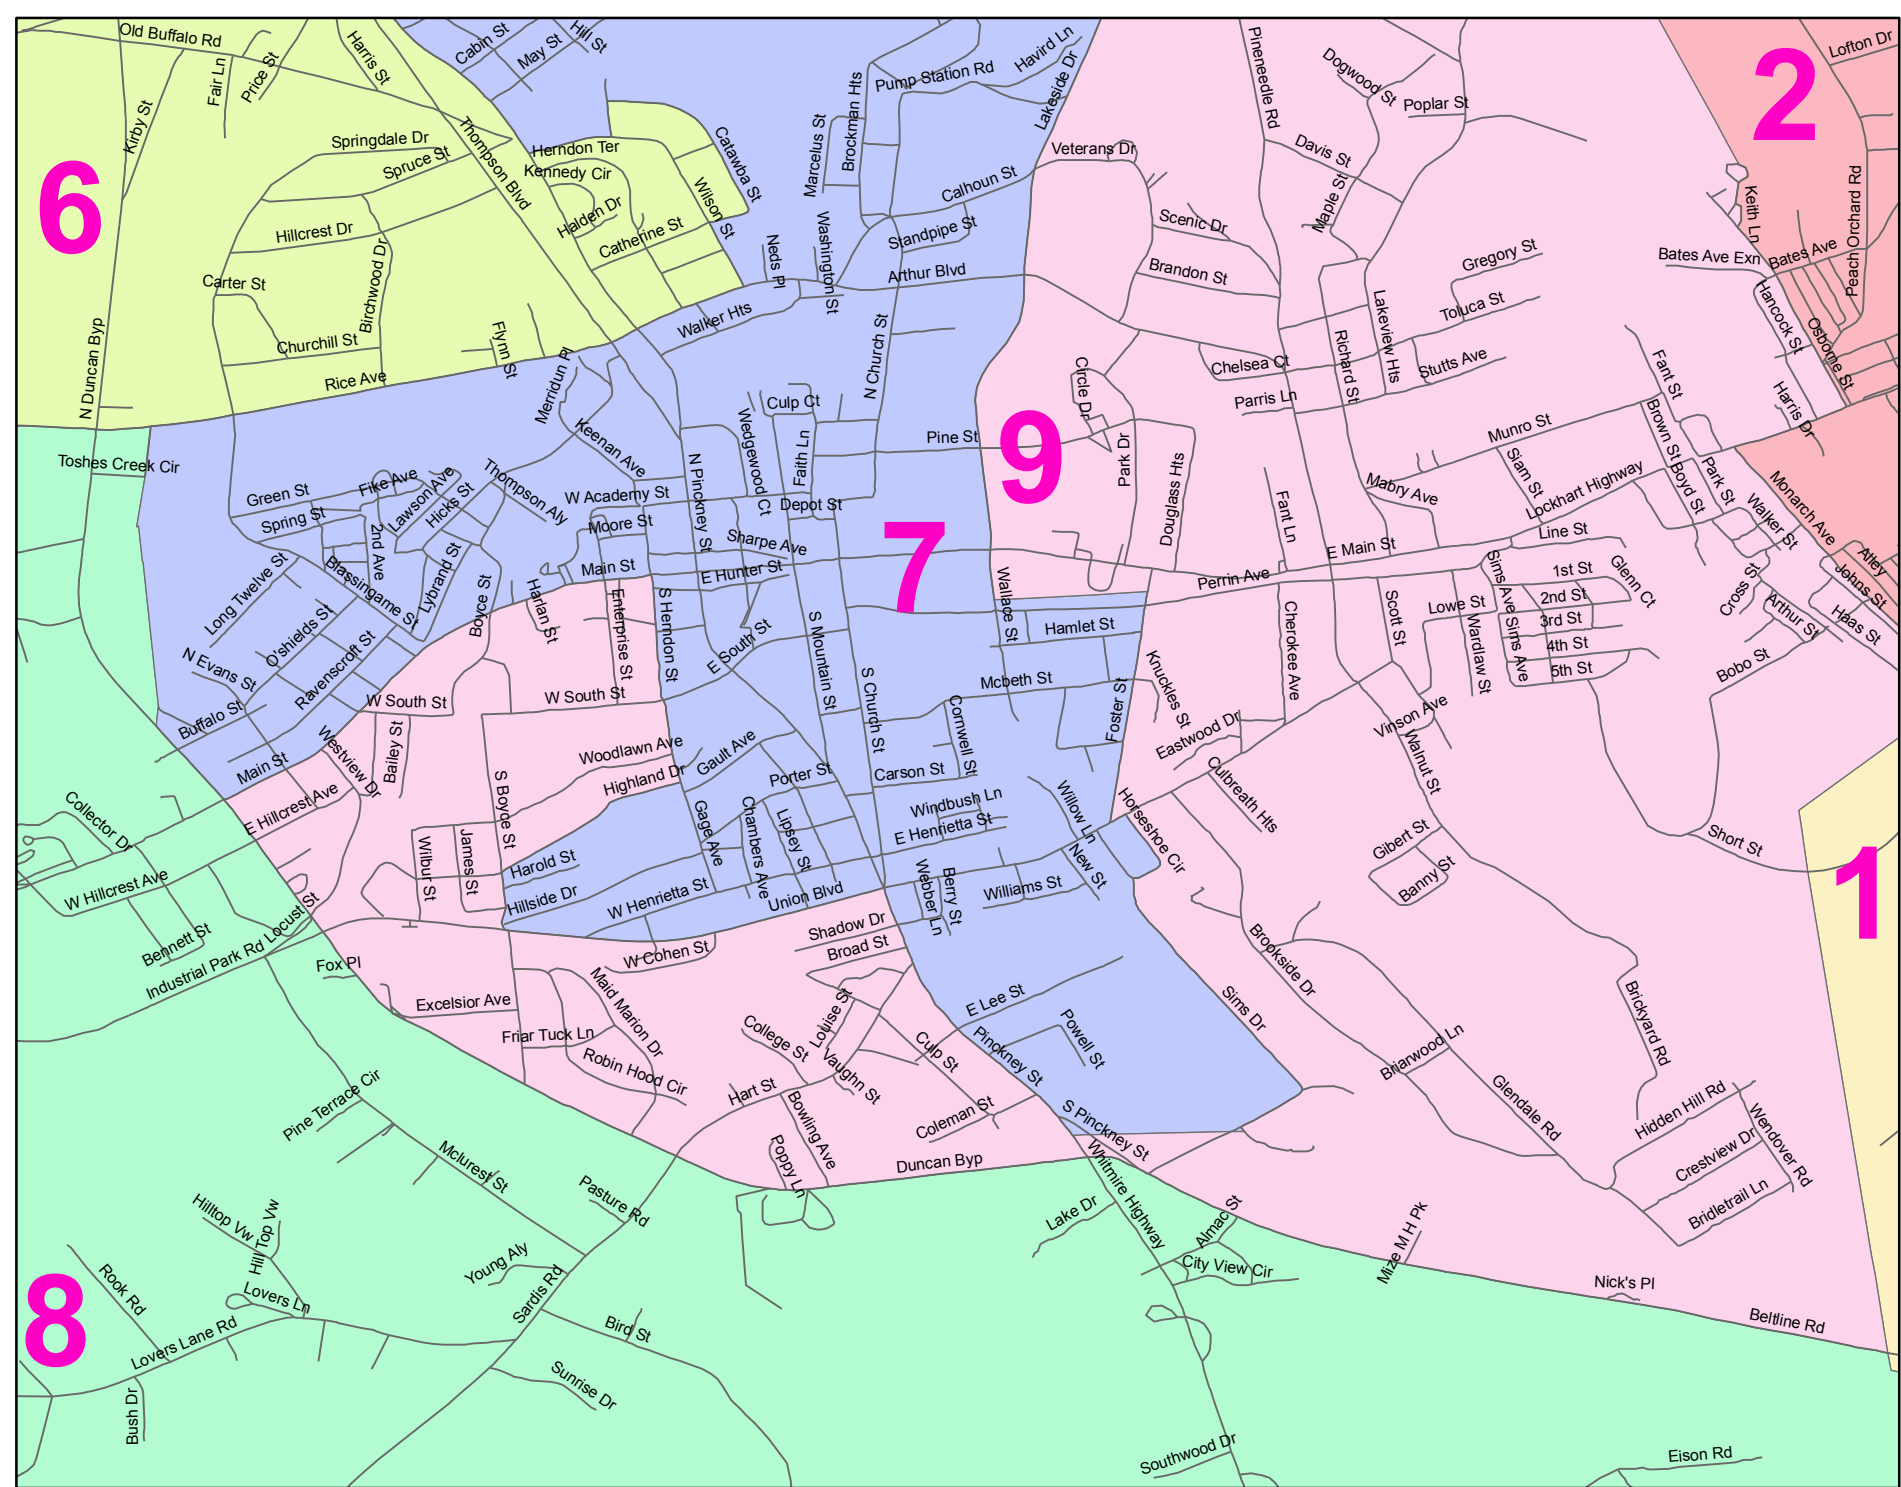 Old Buffalo Rd
Fair Ln
Price St
Harris St
Cabin St
May St
Hill St
Pump Station Rd
Havird Ln
Lakeside Dr
Pineneedle Rd
Dogwood St
Poplar St
2
Lofton Dr
Kirby St
Springdale Dr
Spruce St
Thompson Blvd
Herndon Ter
Kennedy Cir
Catawba St
Marcelus St
Brockman Hts
Calhoun St
Veterans Dr
Davis St
Maple St
Keith Ln
Peach Orchard Rd
6
Hillcrest Dr
Halden Dr
Catherine St
Wilson St
Neds Pl
Washington St
Standpipe St
Arthur Blvd
Scenic Dr
Brandon St
Gregory St
Toluca St
Bates Ave Exn
Bates Ave
Carter St
Birchwood Dr
Churchill St
Rice Ave
Flynn St
Walker Hts
N Church St
Lakeview Hts
Richard St
Hancock St
Osborne St
N Duncan Byp
Merridun Pl
Circle Dr
Chelsea Ct
Stutts Ave
Parris Ln
Fant St
Harris Dr
Toshes Creek Cir
Keenan Ave
Culp Ct
Wedgewood Ct
Faith Ln
Pine St
9
Park Dr
Douglass Hts
Munro St
Brown St
Boyd St
Park St
Green St
Fike Ave
Lawson Ave
Hicks St
Thompson Aly
W Academy St
N Pinckney St
Depot St
Fant Ln
Mabry Ave
Siam St
Lockhart Highway
Walker St
Monarch Ave
Spring St
2nd Ave
Moore St
Sharpe Ave
7
E Main St
Line St
Atley
Long Twelve St
Blassingame St
Lybrand St
Boyce St
Harlan St
Main St
Enterprise St
E Hunter St
S Herndon St
Wallace St
Perrin Ave
Cherokee Ave
Scott St
Lowe St
Wardlaw St
Sims Ave
Sims Ave
1st St
2nd St
3rd St
4th St
5th St
Glenn Ct
Cross St
Johns St
Arthur St
Haas St
Bobo St
O'shields St
N Evans St
Ravenscroft St
Buffalo St
W South St
W South St
E South St
S Mountain St
S Church St
Hamlet St
Mcbeth St
Knuckles St
Foster St
Main St
Westview Dr
Bailey St
Woodlawn Ave
Highland Dr
Gault Ave
Porter St
Carson St
Cornwell St
Eastwood Dr
Vinson Ave
Walnut St
Collector Dr
E Hillcrest Ave
S Boyce St
Gage Ave
Chambers Ave
Lipsey St
Windbush Ln
E Henrietta St
Willow Ln
Horseshoe Cir
Culbreath Hts
Gibert St
Banny St
Short St
1
W Hillcrest Ave
Wilbur St
James St
Harold St
Hillside Dr
W Henrietta St
Union Blvd
Webber Ln
Berry St
Williams St
New St
Bennett St
Locust St
Industrial Park Rd
Fox Pl
W Cohen St
Shadow Dr
Broad St
Brookside Dr
Excelsior Ave
Maid Marion Dr
Friar Tuck Ln
Robin Hood Cir
College St
Louise St
Vaughn St
Culp St
E Lee St
Pinckney St
Powell St
Sims Dr
Briarwood Ln
Brickyard Rd
Glendale Rd
Pine Terrace Cir
Hart St
Bowling Ave
Coleman St
S Pinckney St
Hidden Hill Rd
Crestview Dr
Wendover Rd
Bridletrail Ln
Mclurest St
Poppy Ln
Duncan Byp
Whitmire Highway
Pasture Rd
Lake Dr
Almac St
City View Cir
Mize M H Pk
Nick's Pl
Beltline Rd
Hilltop Vw
Hill Top Vw
Rook Rd
Lovers Ln
Young Aly
Sardis Rd
8
Lovers Lane Rd
Bird St
Sunrise Dr
Bush Dr
Southwood Dr
Eison Rd